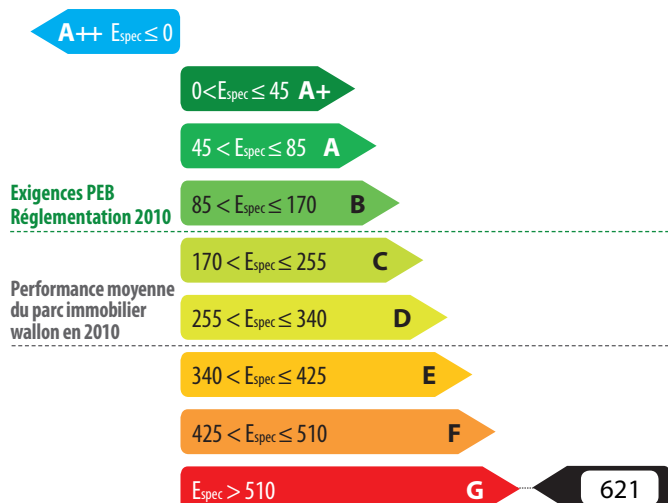 A++ Espec ≤ 0
0<Espec ≤ 45 A+
45 < Espec ≤ 85 A
Exigences PEB
Réglementation 2010
85 < Espec ≤ 170 B
170 < Espec ≤ 255 C
Performance moyenne
du parc immobilier
wallon en 2010
255 < Espec ≤ 340 D
340 < Espec ≤ 425 E
425 < Espec ≤ 510 F
Espec > 510 G 621